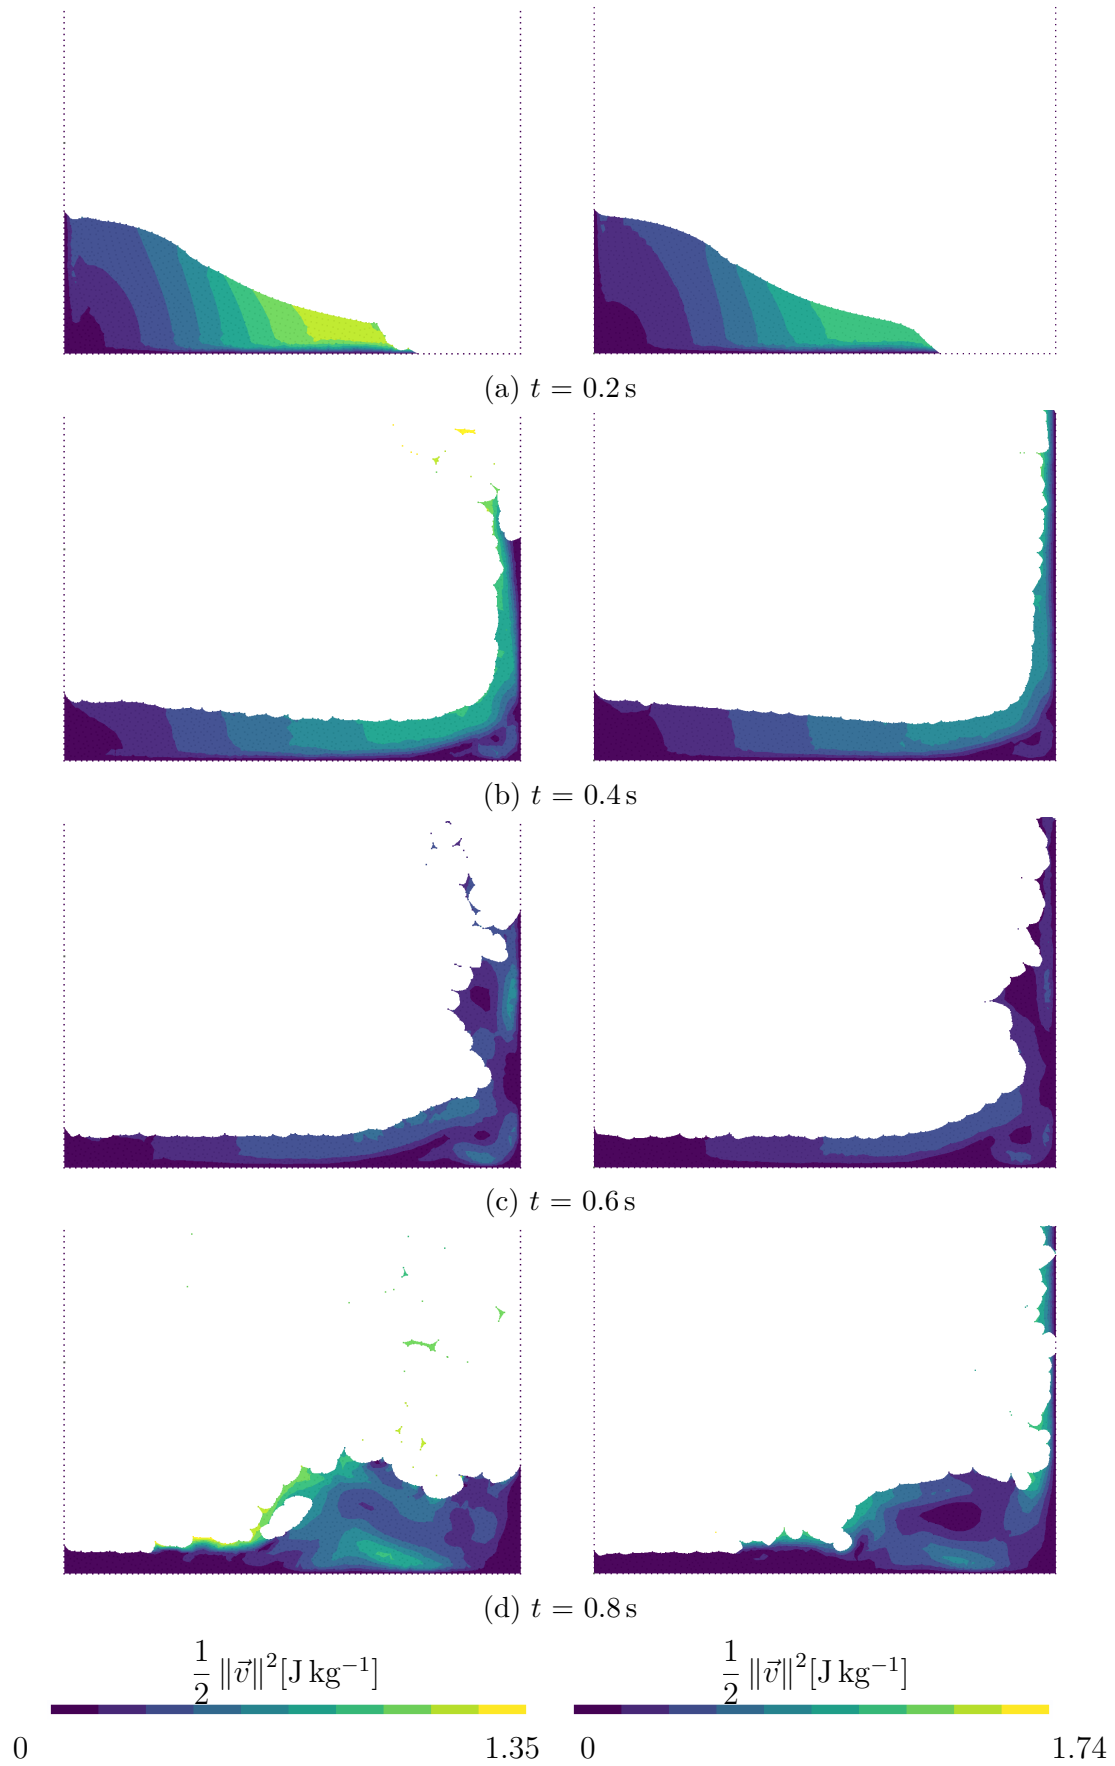 (a) t = 0.2 s
(b) t = 0.4 s
(c) t = 0.6 s
(d) t = 0.8 s
1/2 ‖v⃗‖²[J kg⁻¹] 1/2 ‖v⃗‖²[J kg⁻¹]
0 1.35 0 1.74